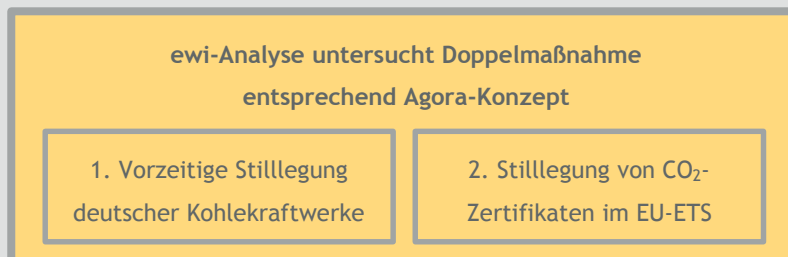 ewi-Analyse untersucht Doppelmaßnahme
entsprechend Agora-Konzept
1. Vorzeitige Stilllegung
deutscher Kohlekraftwerke
2. Stilllegung von CO₂-
Zertifikaten im EU-ETS